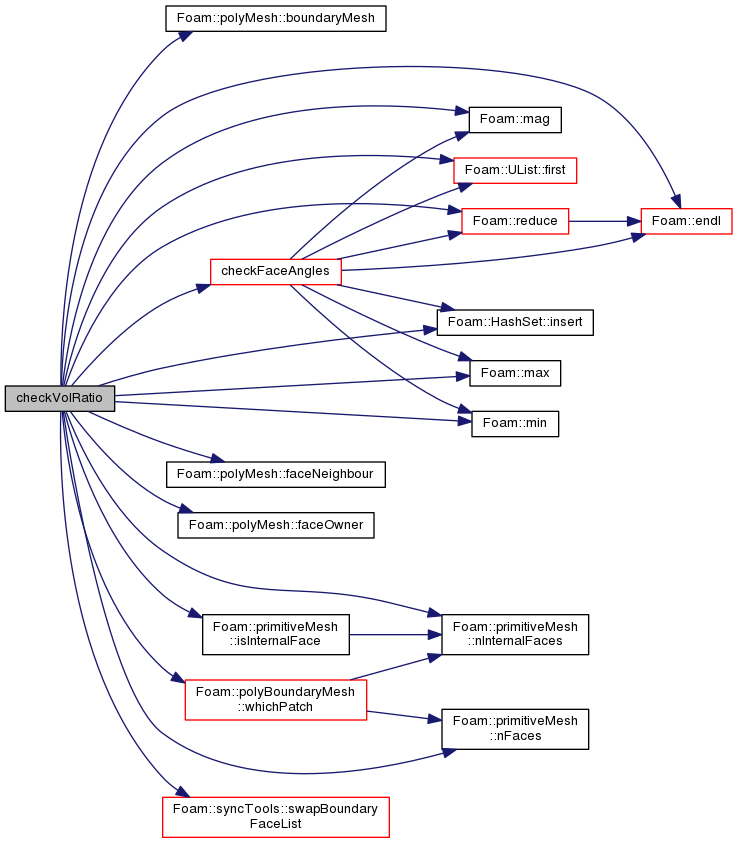 Foam::polyMesh::boundaryMesh
Foam::mag
Foam::UList::first
Foam::reduce
Foam::endl
checkFaceAngles
Foam::HashSet::insert
Foam::max
checkVolRatio
Foam::min
Foam::polyMesh::faceNeighbour
Foam::polyMesh::faceOwner
Foam::primitiveMesh
::isInternalFace
Foam::primitiveMesh
::nInternalFaces
Foam::polyBoundaryMesh
::whichPatch
Foam::primitiveMesh
::nFaces
Foam::syncTools::swapBoundary
FaceList